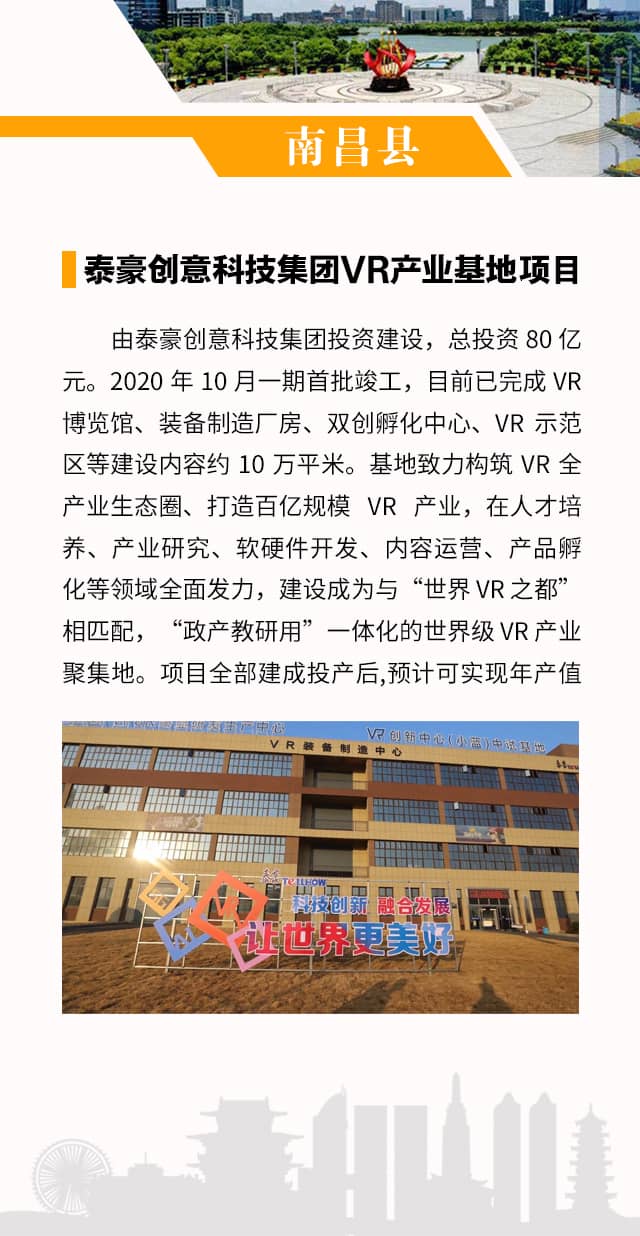 南昌县
泰豪创意科技集团VR产业基地项目
由泰豪创意科技集团投资建设，总投资 80 亿
元。2020 年 10 月一期首批竣工，目前已完成 VR
博览馆、装备制造厂房、双创孵化中心、VR 示范
区等建设内容约 10 万平米。基地致力构筑 VR 全
产业生态圈、打造百亿规模 VR 产业，在人才培
养、产业研究、软硬件开发、内容运营、产品孵
化等领域全面发力，建设成为与“世界 VR 之都”
相匹配，“政产教研用”一体化的世界级 VR 产业
聚集地。项目全部建成投产后,预计可实现年产值
VR创新中心(小蓝)中试基地
VR装备制造中心
泰豪 TELLHOW
科技创新 融合发展
VR
让世界更美好